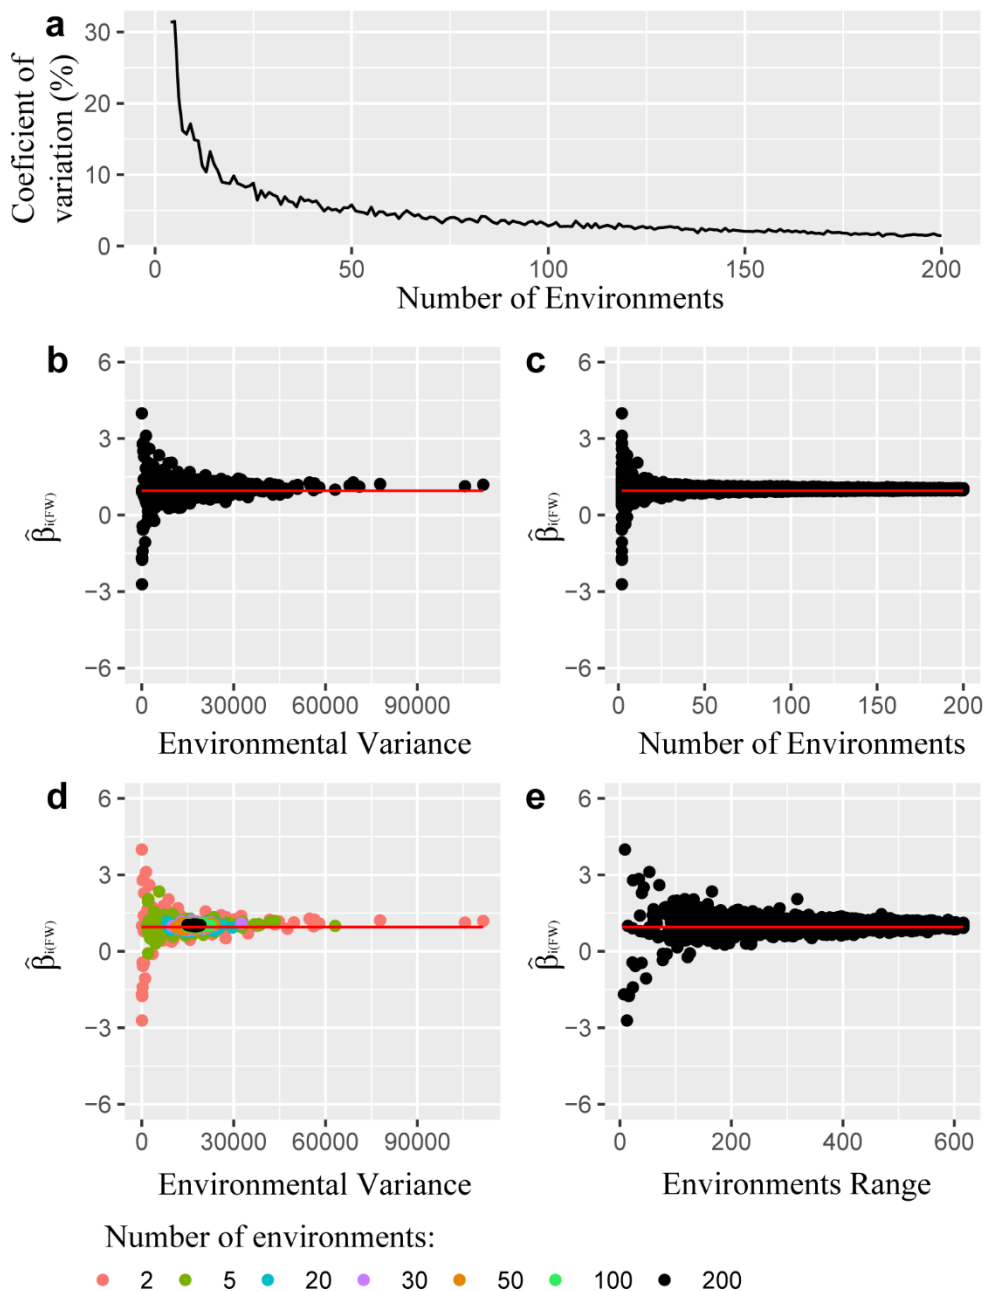 a
Coeficient of
variation (%)
30
20
10
0
0 50 100 150 200
Number of Environments
b
β̂i(FW)
6
3
0
−3
−6
0 30000 60000 90000
Environmental Variance
c
β̂i(FW)
6
3
0
−3
−6
0 50 100 150 200
Number of Environments
d
β̂i(FW)
6
3
0
−3
−6
0 30000 60000 90000
Environmental Variance
e
β̂i(FW)
6
3
0
−3
−6
0 200 400 600
Environments Range
Number of environments:
2 5 20 30 50 100 200